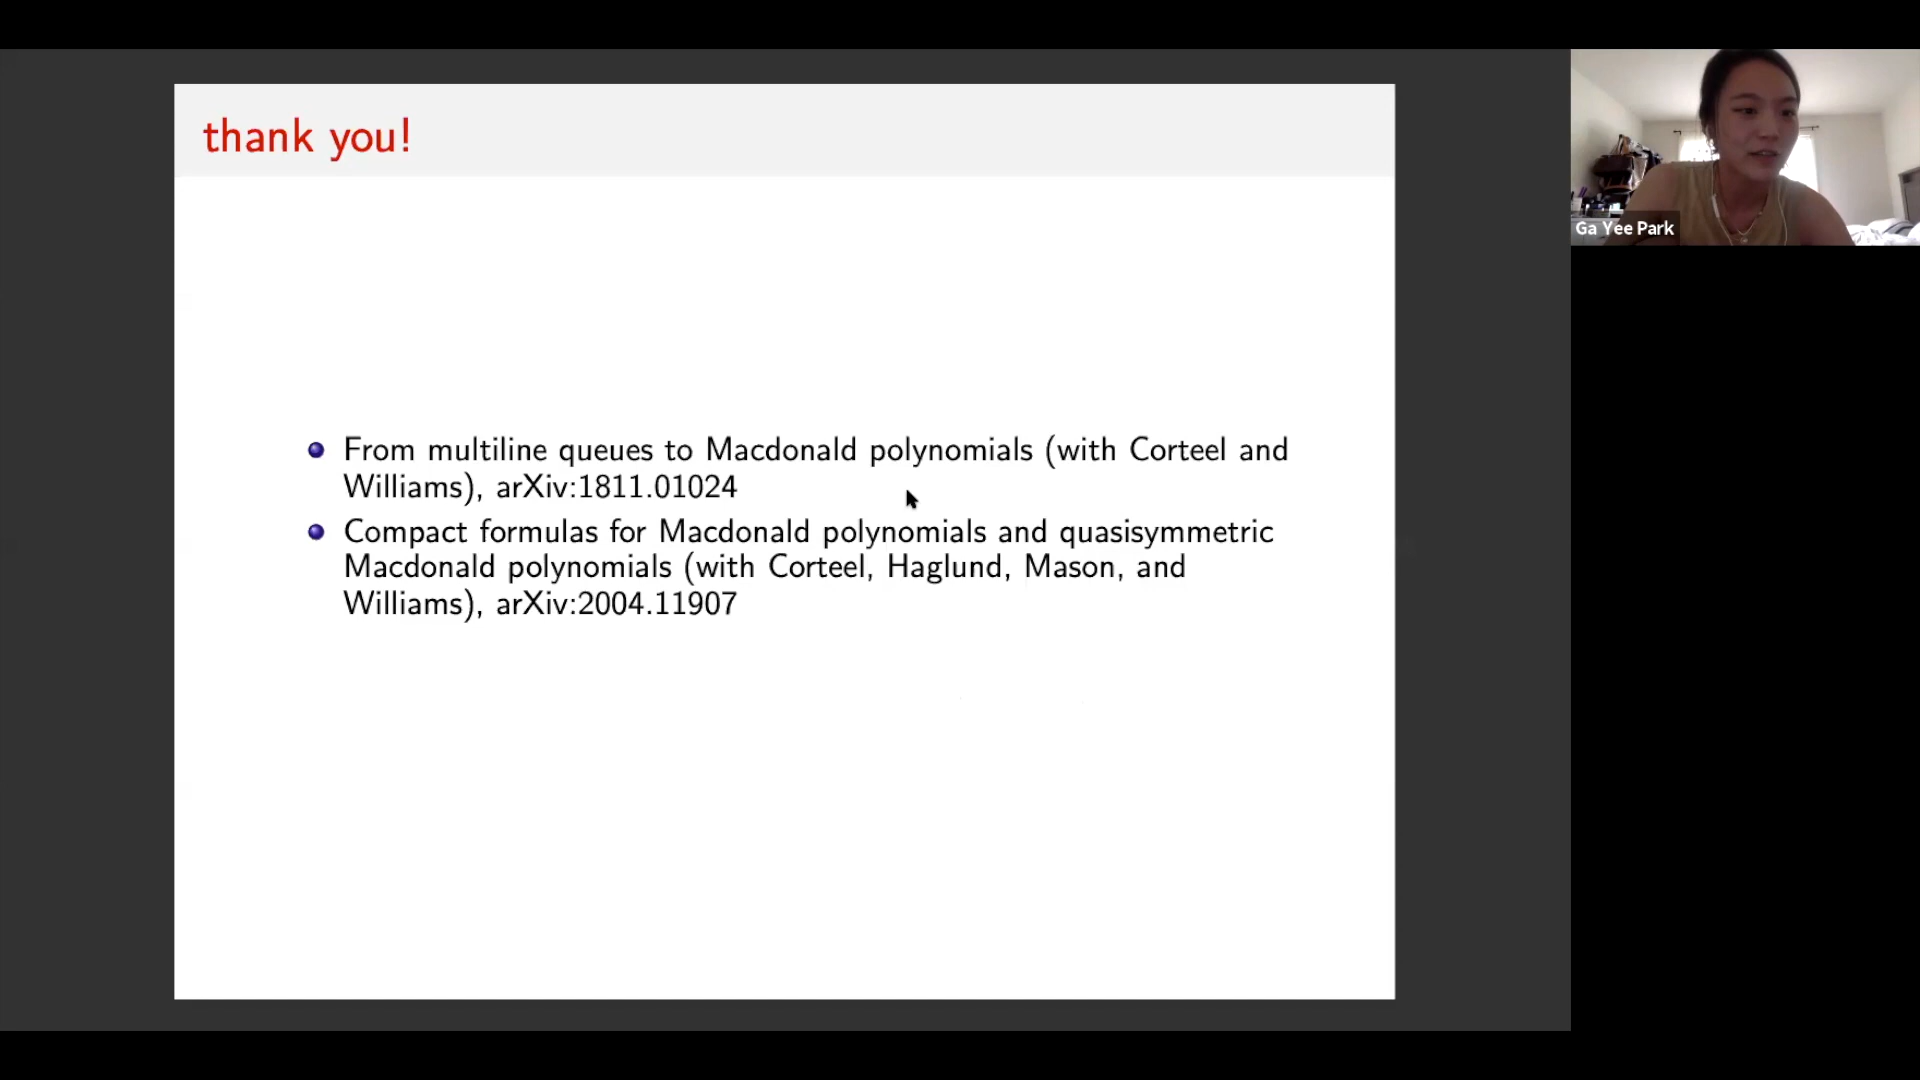 thank you!
From multiline queues to Macdonald polynomials (with Corteel and
Williams), arXiv:1811.01024
Compact formulas for Macdonald polynomials and quasisymmetric
Macdonald polynomials (with Corteel, Haglund, Mason, and
Williams), arXiv:2004.11907
Ga Yee Park